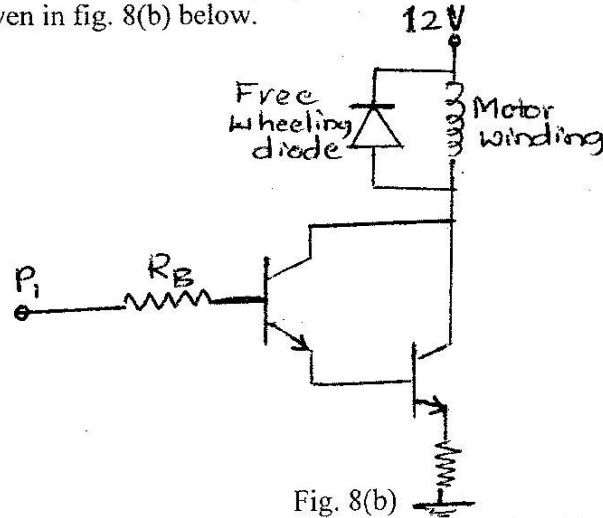 ven in fig. 8(b) below.
12V
Free
wheeling
diode
Motor
winding
P₁
RB
Fig. 8(b)